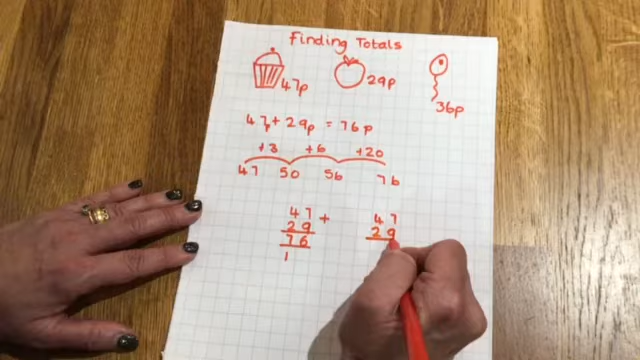 Finding Totals
47p 29p 36p
47p + 29p = 76p
+3 +6 +20
47 50 56 76
47 47
29 + 29
76
1